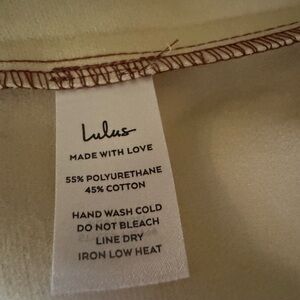 Lulus
MADE WITH LOVE
55% POLYURETHANE
45% COTTON
HAND WASH COLD
DO NOT BLEACH
LINE DRY
IRON LOW HEAT